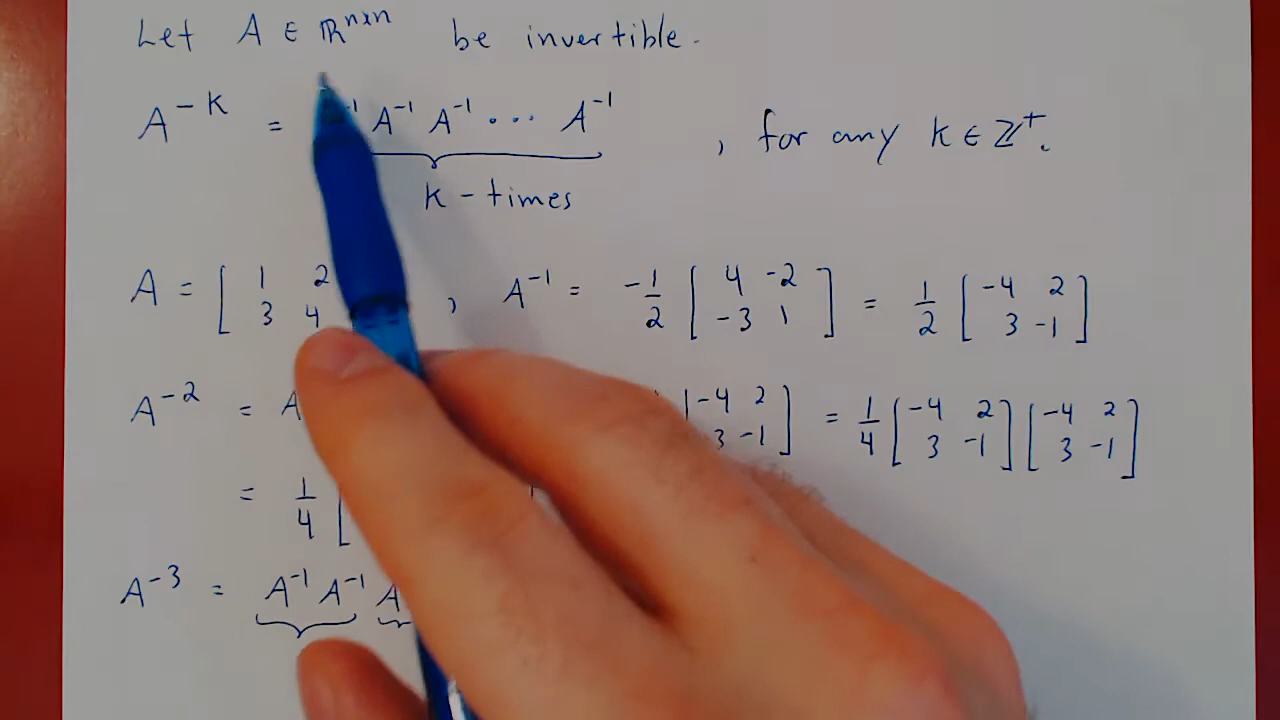 Let A ∈ ℝⁿˣⁿ be invertible.
A⁻ᵏ = ⁻¹ A⁻¹ A⁻¹ ... A⁻¹ , for any k ∈ ℤ⁺.
k-times
A = [ 1 2 ; 3 4 , A⁻¹ = -1/2 [ 4 -2 ; -3 1 ] = 1/2 [ -4 2 ; 3 -1 ]
A⁻² = A [ -4 2 ; 3 -1 ] = 1/4 [ -4 2 ; 3 -1 ] [ -4 2 ; 3 -1 ]
= 1/4 [
A⁻³ = A⁻¹ A⁻¹ A